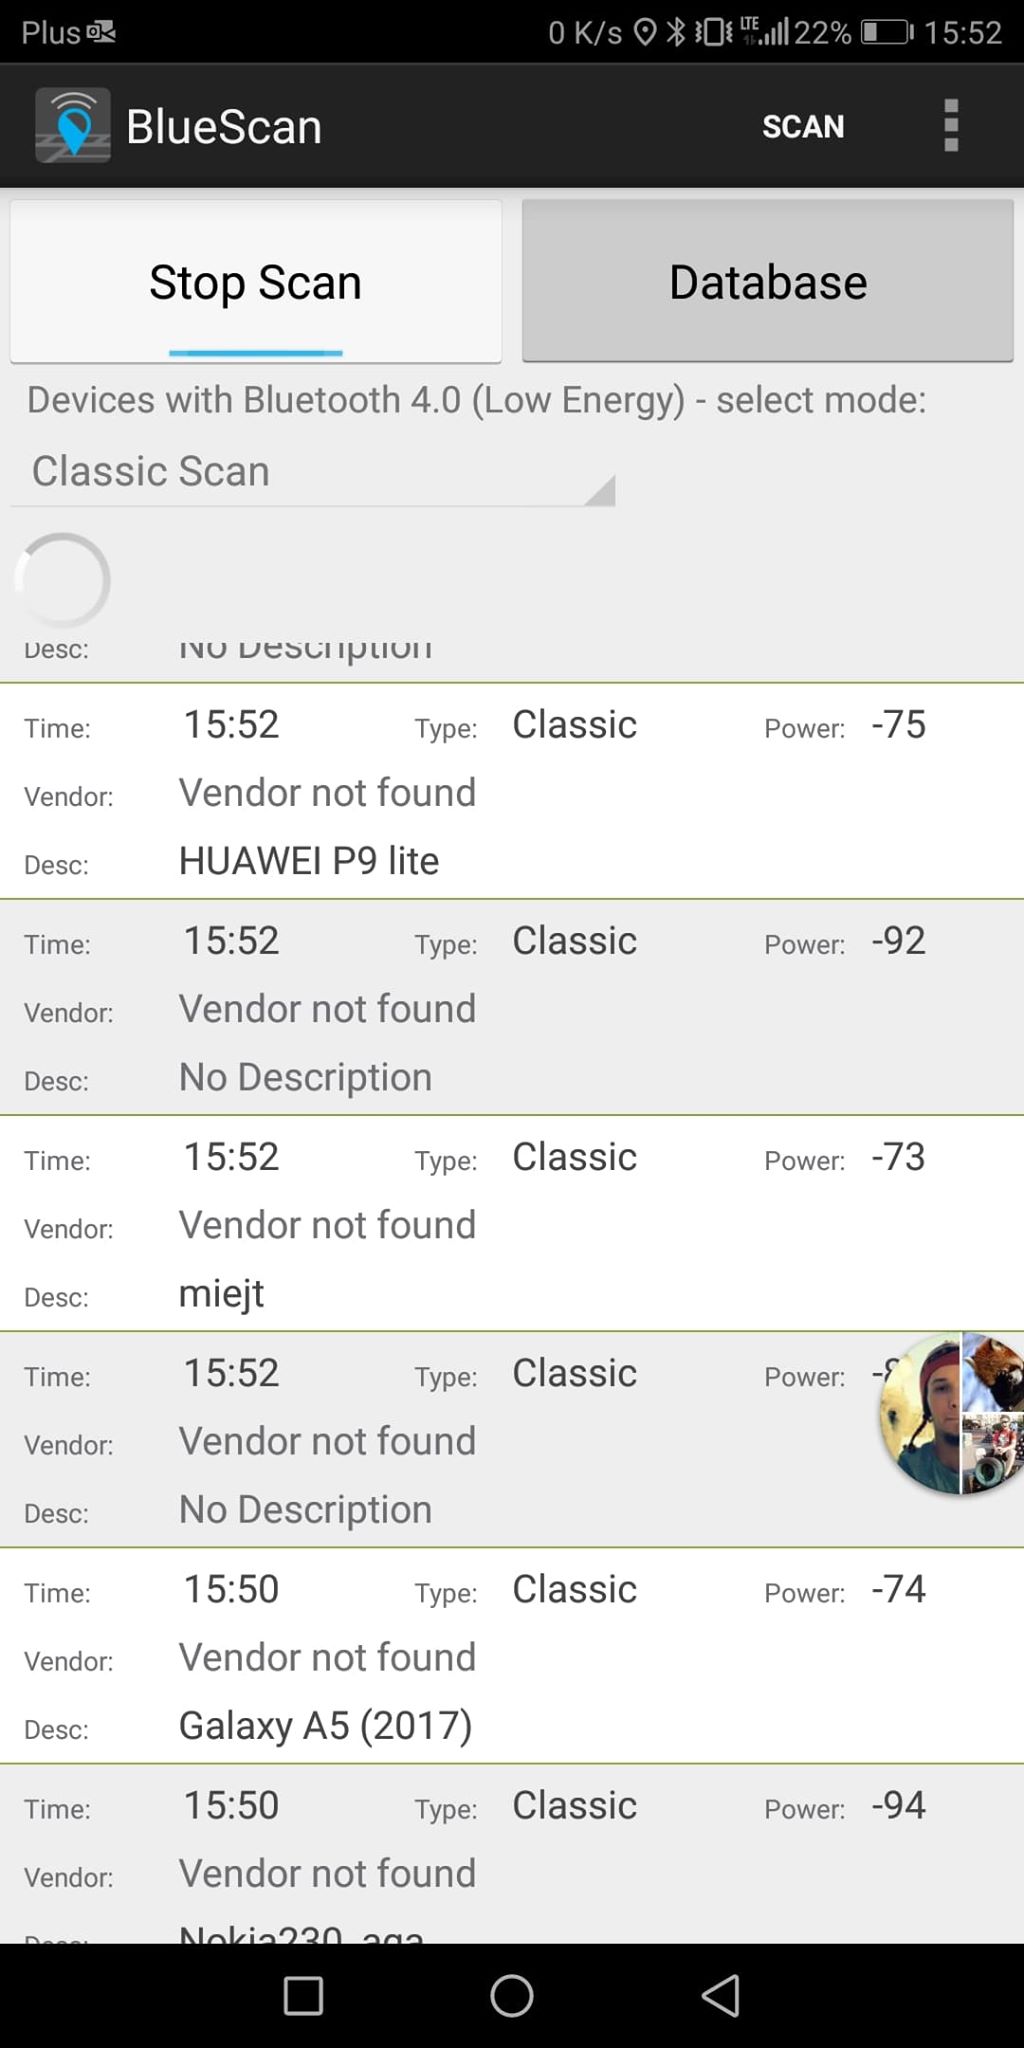 Plus 0 K/s LTE 22% 15:52
BlueScan SCAN
Stop Scan Database
Devices with Bluetooth 4.0 (Low Energy) - select mode:
Classic Scan
Desc: No Description
Time: 15:52 Type: Classic Power: -75
Vendor: Vendor not found
Desc: HUAWEI P9 lite
Time: 15:52 Type: Classic Power: -92
Vendor: Vendor not found
Desc: No Description
Time: 15:52 Type: Classic Power: -73
Vendor: Vendor not found
Desc: miejt
Time: 15:52 Type: Classic Power:
Vendor: Vendor not found
Desc: No Description
Time: 15:50 Type: Classic Power: -74
Vendor: Vendor not found
Desc: Galaxy A5 (2017)
Time: 15:50 Type: Classic Power: -94
Vendor: Vendor not found
Desc: Nokia230